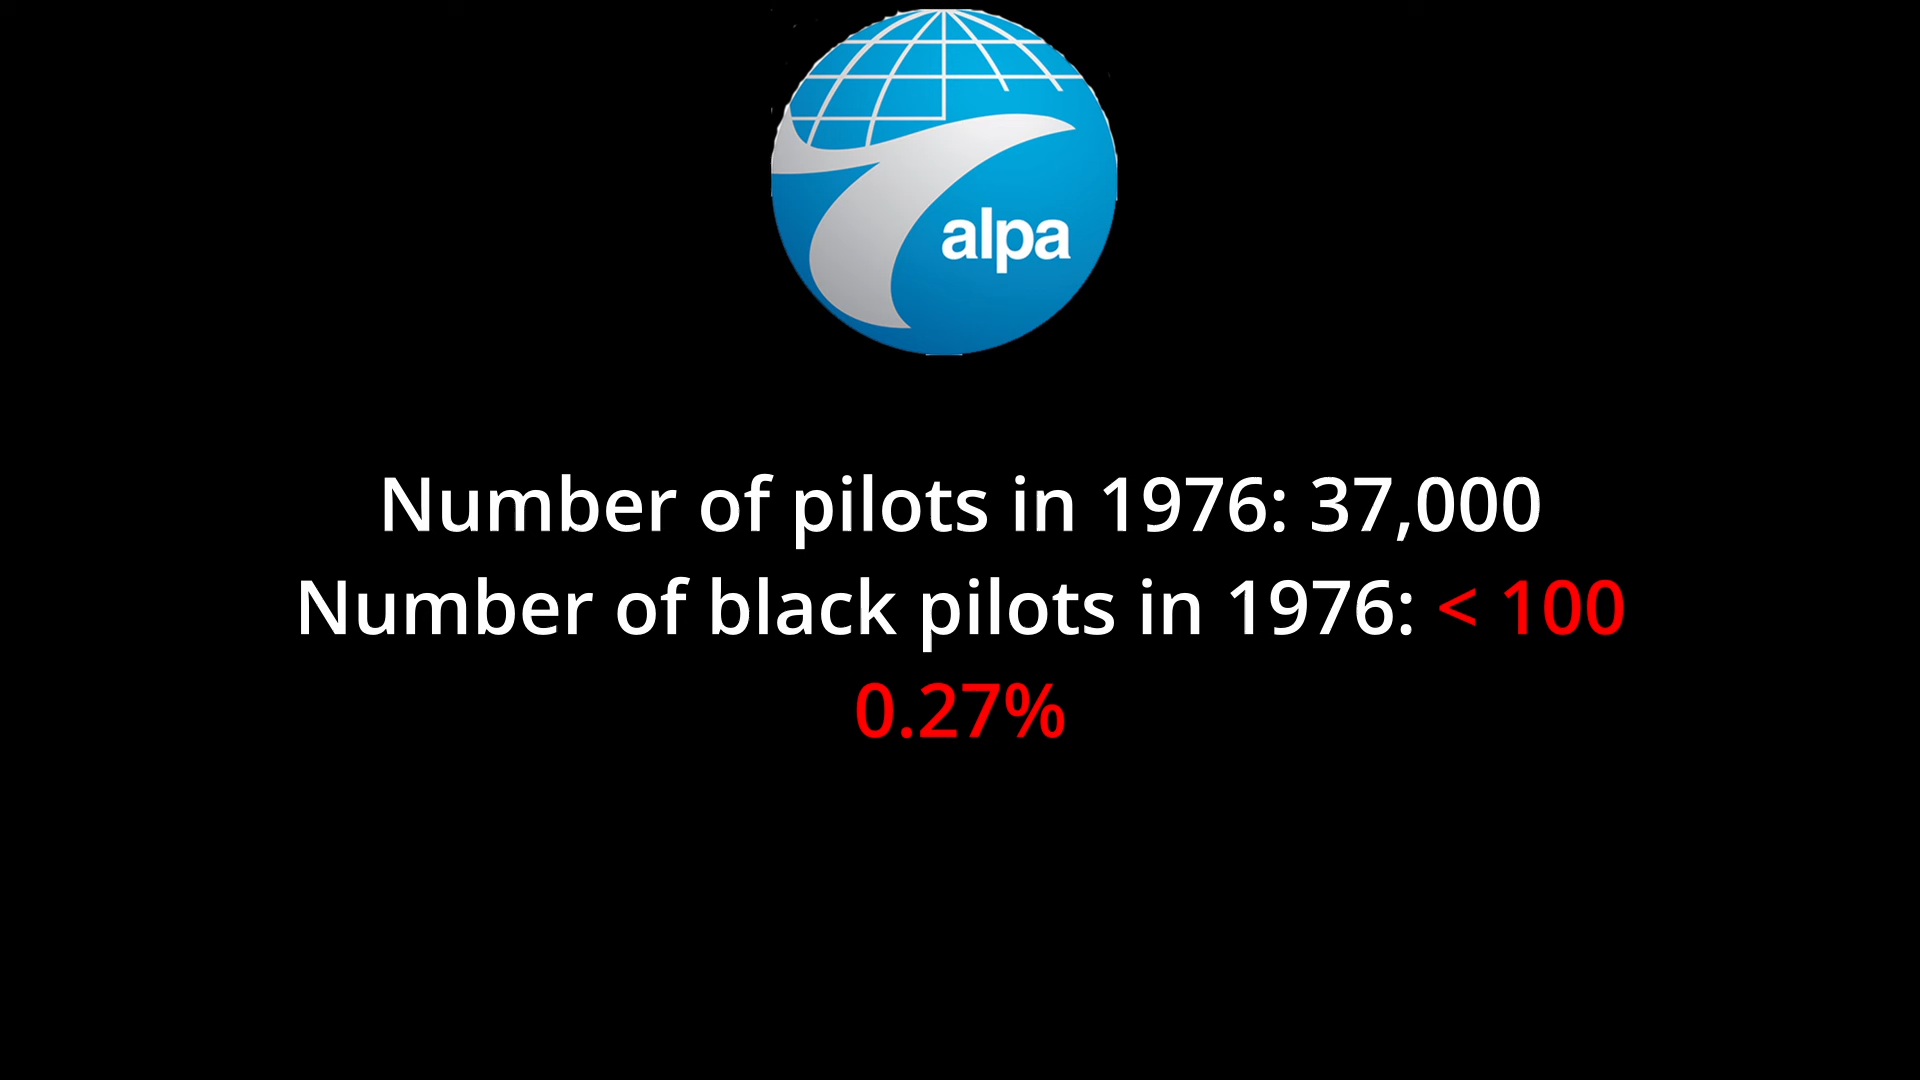 alpa
Number of pilots in 1976: 37,000
Number of black pilots in 1976: < 100
0.27%